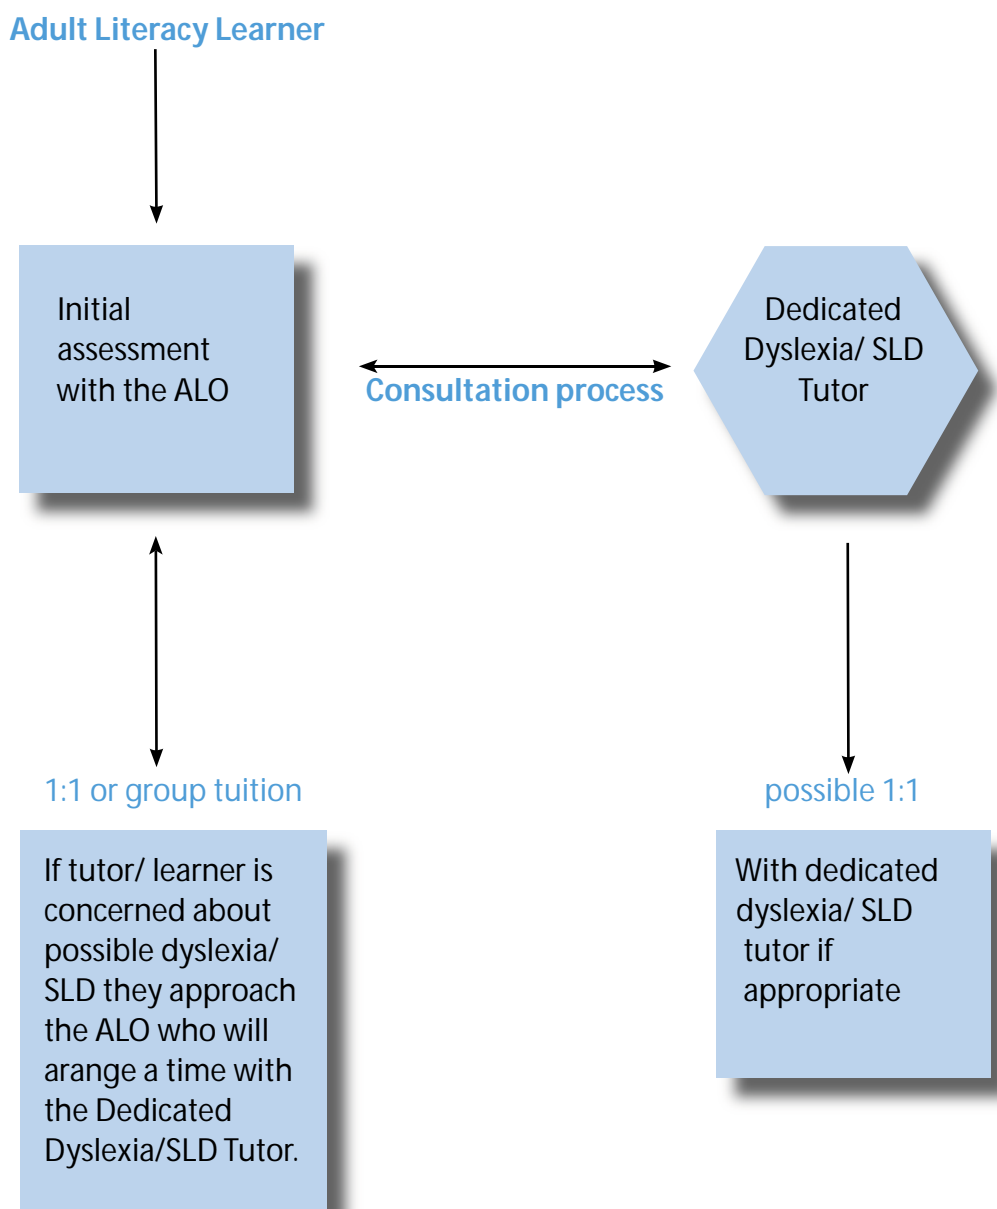 Adult Literacy Learner
Initial
assessment
with the ALO
Consultation process
Dedicated
Dyslexia/ SLD
Tutor
1:1 or group tuition
If tutor/ learner is
concerned about
possible dyslexia/
SLD they approach
the ALO who will
arange a time with
the Dedicated
Dyslexia/SLD Tutor.
possible 1:1
With dedicated
dyslexia/ SLD
tutor if
appropriate